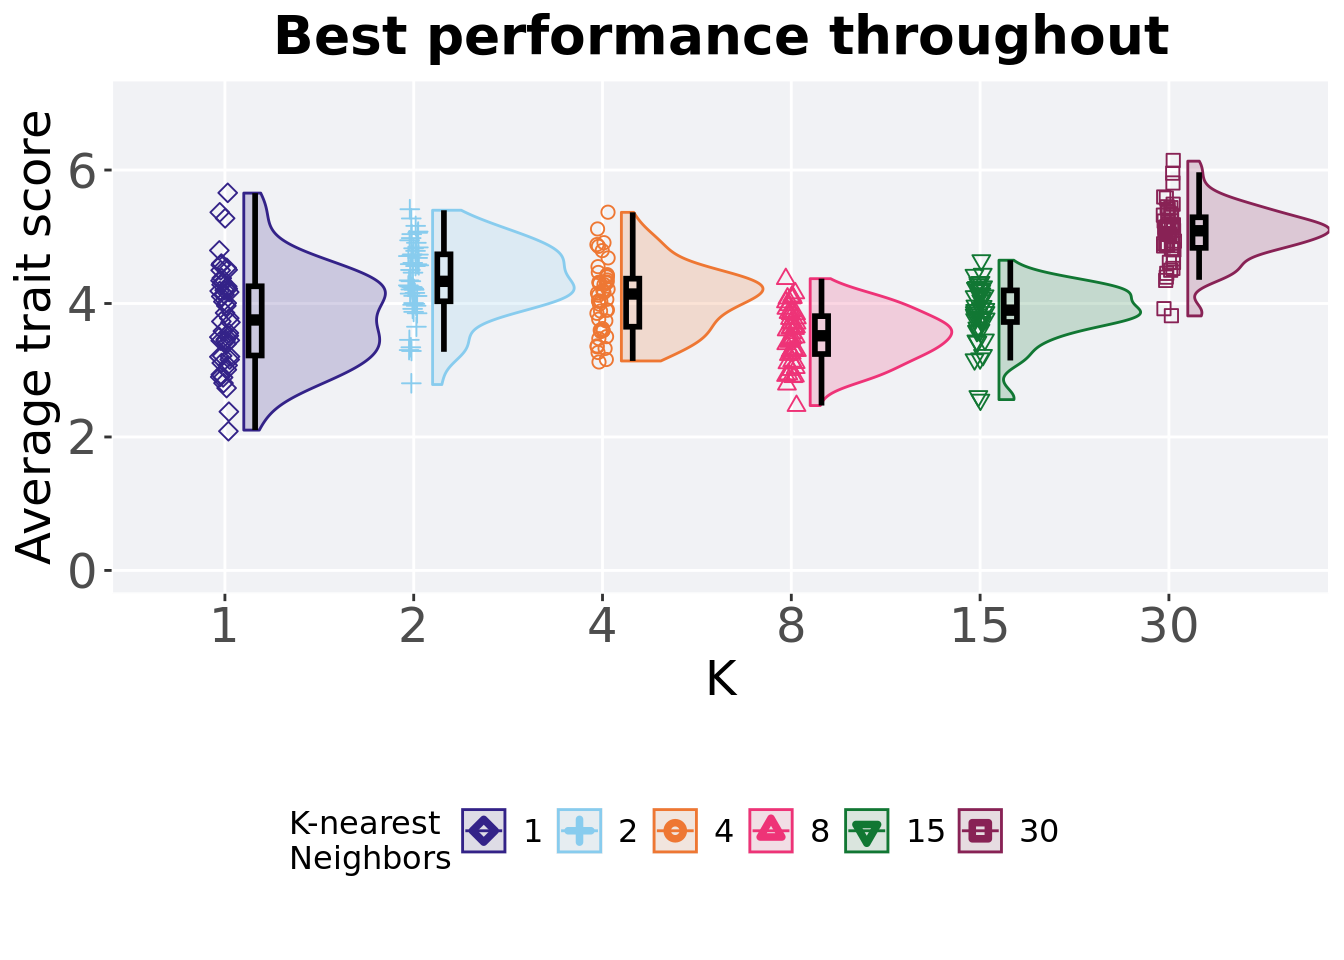 Best performance throughout
Average trait score
6
4
2
0
1 2 4 8 15 30
K
K-nearest
Neighbors
1 2 4 8 15 30